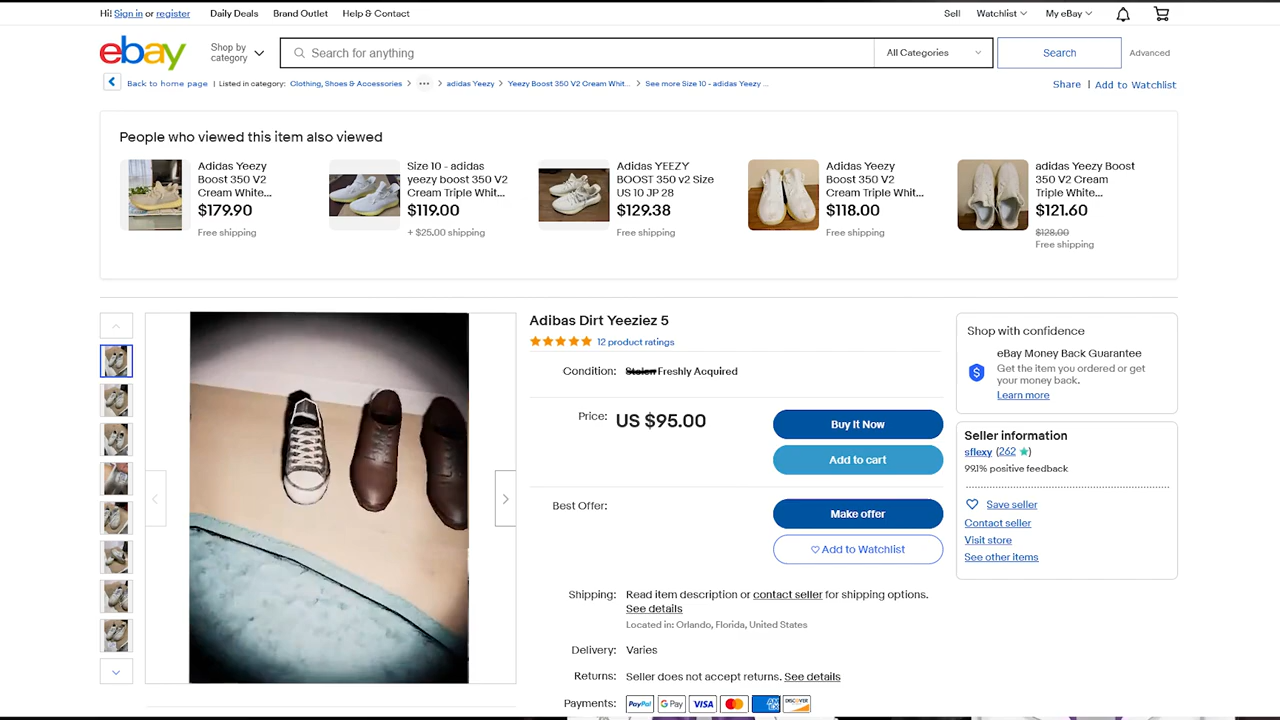 Hi! Sign in or register Daily Deals Brand Outlet Help & Contact Sell Watchlist My eBay
ebay Shop by category Search for anything All Categories Search Advanced
Back to home page | Listed in category: Clothing, Shoes & Accessories > ... > adidas Yeezy > Yeezy Boost 350 V2 Cream Whit... > See more Size 10 - adidas Yeezy ... Share | Add to Watchlist
People who viewed this item also viewed
Adidas Yeezy
Boost 350 V2
Cream White...
$179.90
Free shipping
Size 10 - adidas
yeezy boost 350 V2
Cream Triple Whit...
$119.00
+ $25.00 shipping
Adidas YEEZY
BOOST 350 v2 Size
US 10 JP 28
$129.38
Free shipping
Adidas Yeezy
Boost 350 V2
Cream Triple Whit...
$118.00
Free shipping
adidas Yeezy Boost
350 V2 Cream
Triple White...
$121.60
$128.00
Free shipping
Adibas Dirt Yeeziez 5
12 product ratings
Condition: Stolen Freshly Acquired
Price: US $95.00
Buy It Now
Add to cart
Best Offer:
Make offer
Add to Watchlist
Shipping: Read item description or contact seller for shipping options.
See details
Located in: Orlando, Florida, United States
Delivery: Varies
Returns: Seller does not accept returns. See details
Payments: PayPal G Pay VISA MasterCard AM EX DISCOVER
Shop with confidence
eBay Money Back Guarantee
Get the item you ordered or get
your money back.
Learn more
Seller information
sflexy (262)
99.1% positive feedback
Save seller
Contact seller
Visit store
See other items